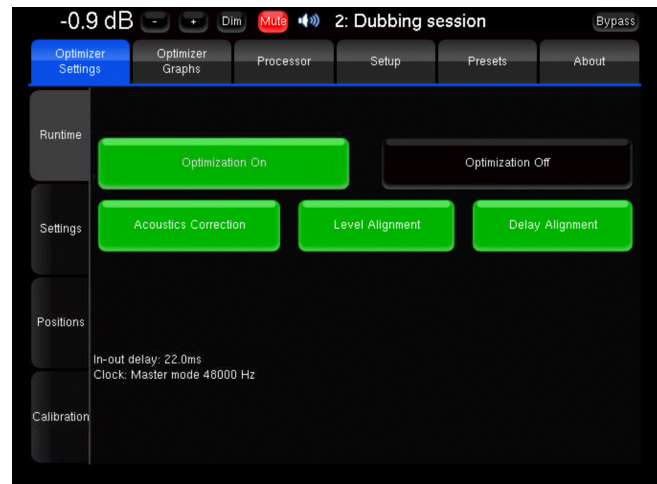 -0.9 dB - + Dim Mute 2: Dubbing session Bypass
Optimizer Settings
Optimizer Graphs
Processor
Setup
Presets
About
Runtime
Optimization On
Optimization Off
Settings
Acoustics Correction
Level Alignment
Delay Alignment
Positions
In-out delay: 22.0ms
Clock: Master mode 48000 Hz
Calibration